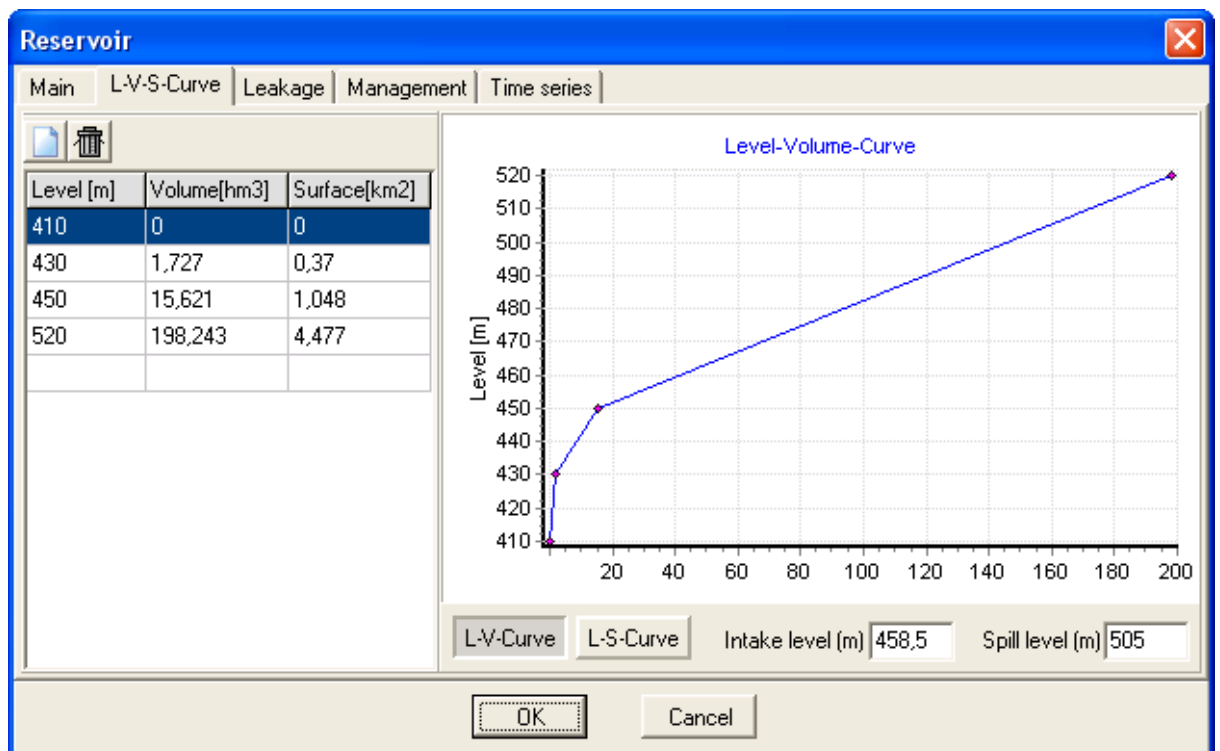 Reservoir
Main L-V-S-Curve Leakage Management Time series
Level [m] Volume[hm3] Surface[km2]
410 0 0
430 1,727 0,37
450 15,621 1,048
520 198,243 4,477
Level-Volume-Curve
Level [m]
520
510
500
490
480
470
460
450
440
430
420
410
20 40 60 80 100 120 140 160 180 200
L-V-Curve L-S-Curve Intake level (m) 458,5 Spill level (m) 505
OK Cancel